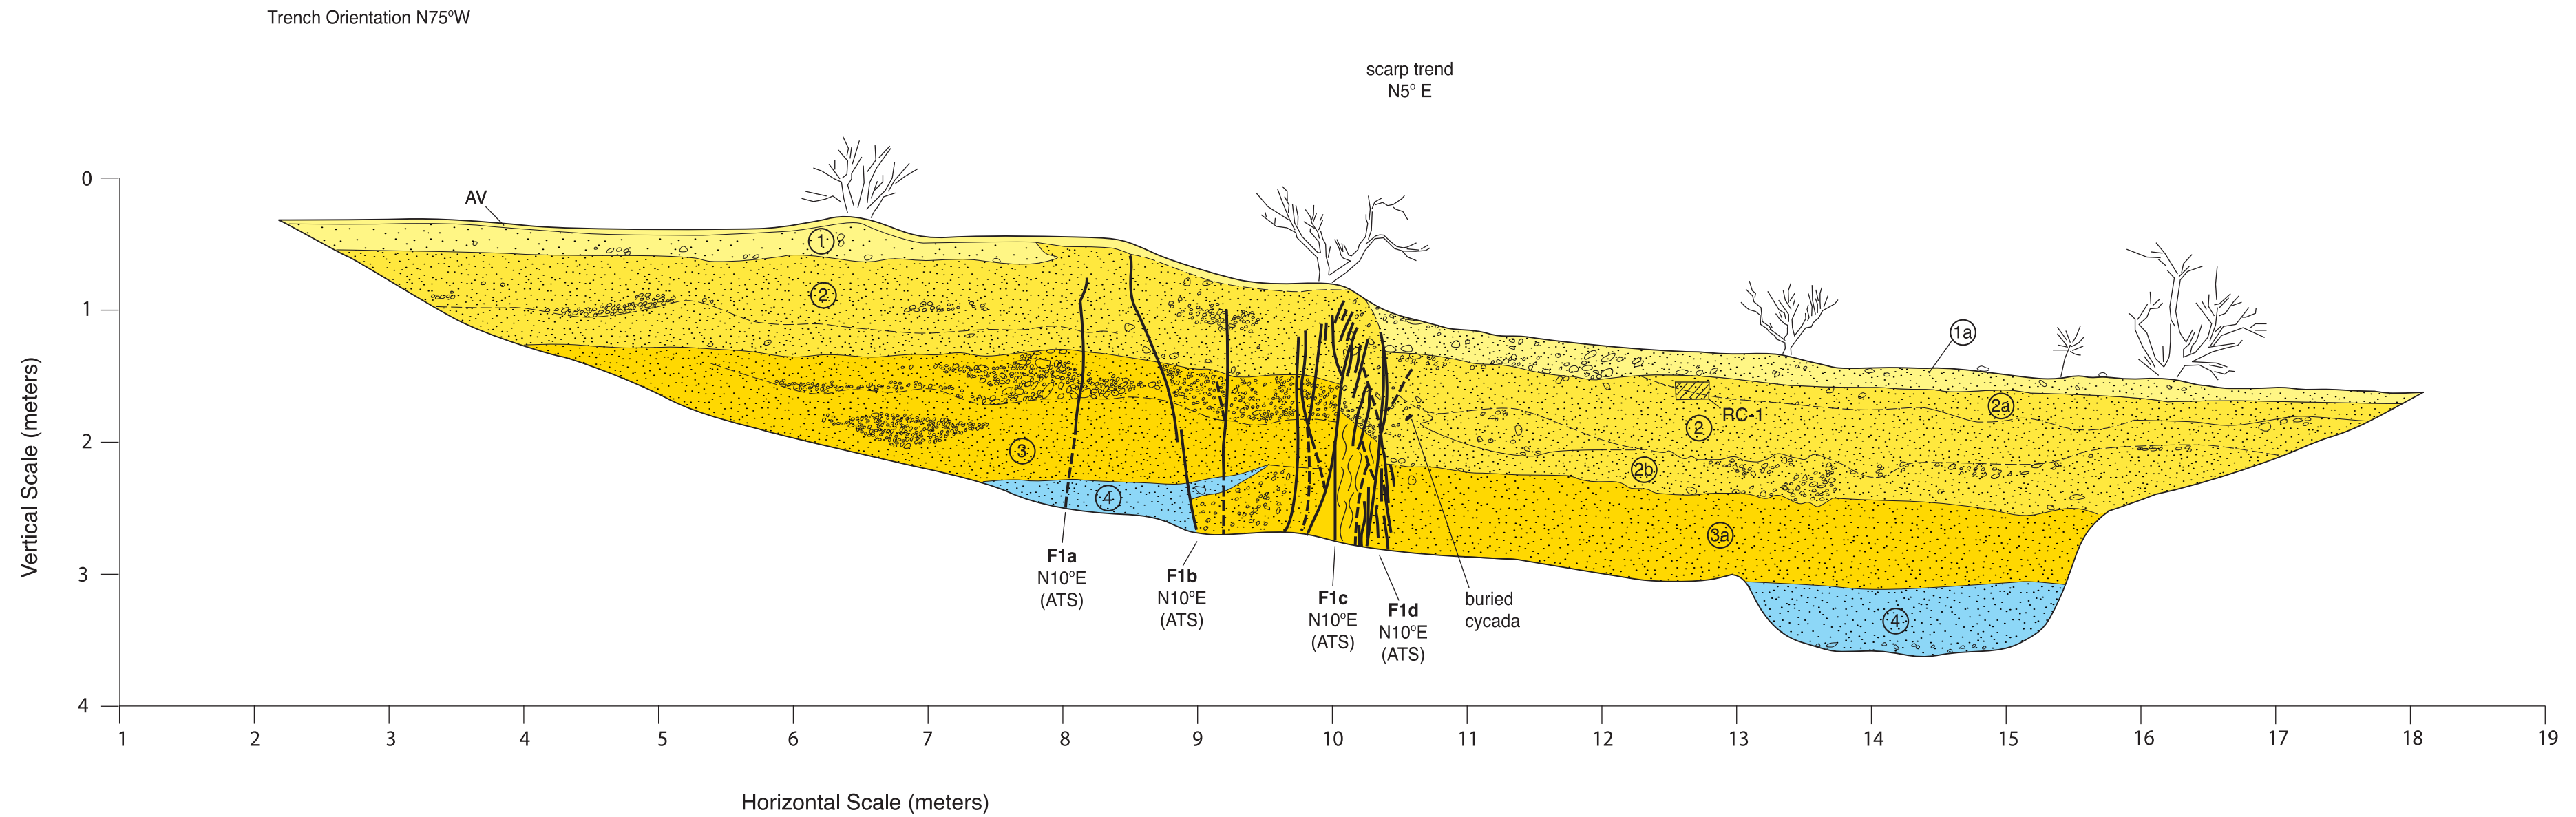 Trench Orientation N75°W
scarp trend
N5° E
AV
0
1
2
3
4
Vertical Scale (meters)
1
2
3
4
1a
2a
RC-1
2
2b
3a
4
F1a
N10°E
(ATS)
F1b
N10°E
(ATS)
F1c
N10°E
(ATS)
F1d
N10°E
(ATS)
buried
cycada
1 2 3 4 5 6 7 8 9 10 11 12 13 14 15 16 17 18 19
Horizontal Scale (meters)